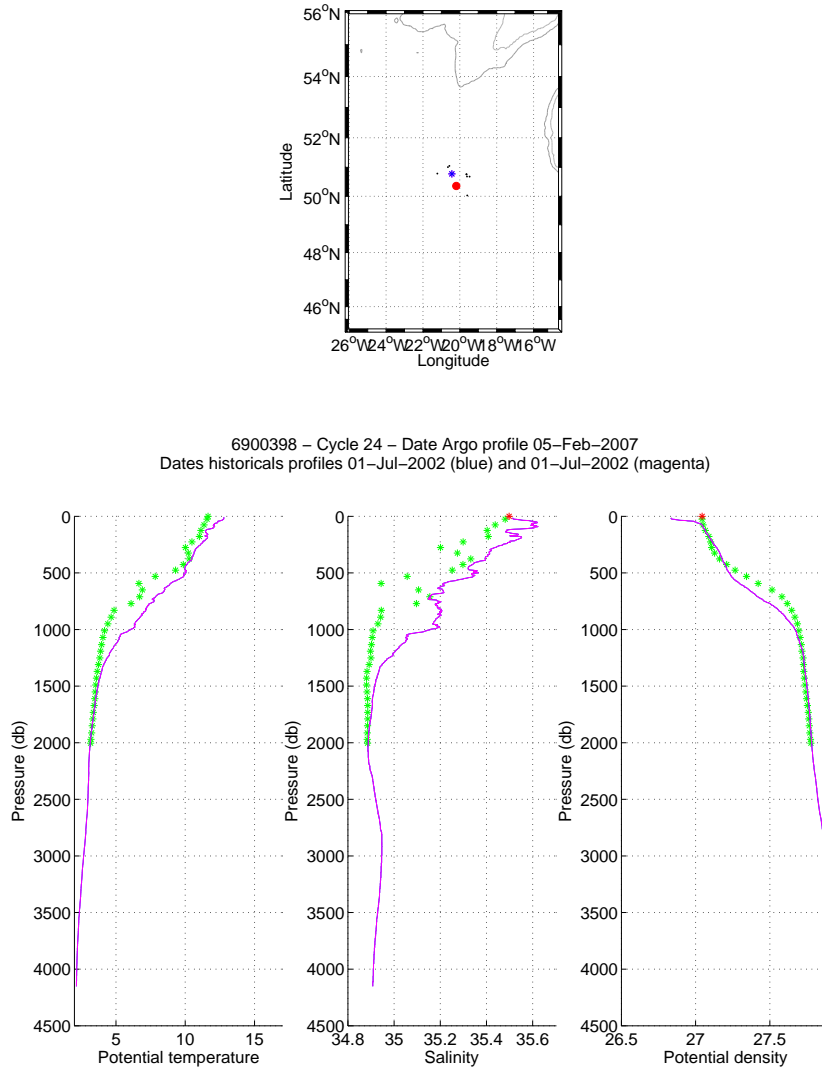 56°N
54°N
52°N
50°N
48°N
46°N
Latitude
26°W 24°W 22°W 20°W 18°W 16°W
Longitude
6900398 − Cycle 24 − Date Argo profile 05−Feb−2007
Dates historicals profiles 01−Jul−2002 (blue) and 01−Jul−2002 (magenta)
0
500
1000
1500
2000
2500
3000
3500
4000
4500
Pressure (db)
5 10 15
Potential temperature
0
500
1000
1500
2000
2500
3000
3500
4000
4500
Pressure (db)
34.8 35 35.2 35.4 35.6
Salinity
0
500
1000
1500
2000
2500
3000
3500
4000
4500
Pressure (db)
26.5 27 27.5
Potential density